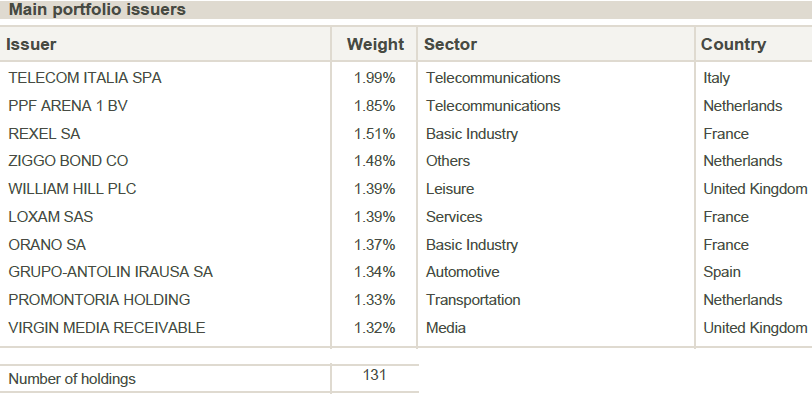 Main portfolio issuers
Issuer Weight Sector Country
TELECOM ITALIA SPA 1.99% Telecommunications Italy
PPF ARENA 1 BV 1.85% Telecommunications Netherlands
REXEL SA 1.51% Basic Industry France
ZIGGO BOND CO 1.48% Others Netherlands
WILLIAM HILL PLC 1.39% Leisure United Kingdom
LOXAM SAS 1.39% Services France
ORANO SA 1.37% Basic Industry France
GRUPO-ANTOLIN IRAUSA SA 1.34% Automotive Spain
PROMONTORIA HOLDING 1.33% Transportation Netherlands
VIRGIN MEDIA RECEIVABLE 1.32% Media United Kingdom
Number of holdings 131